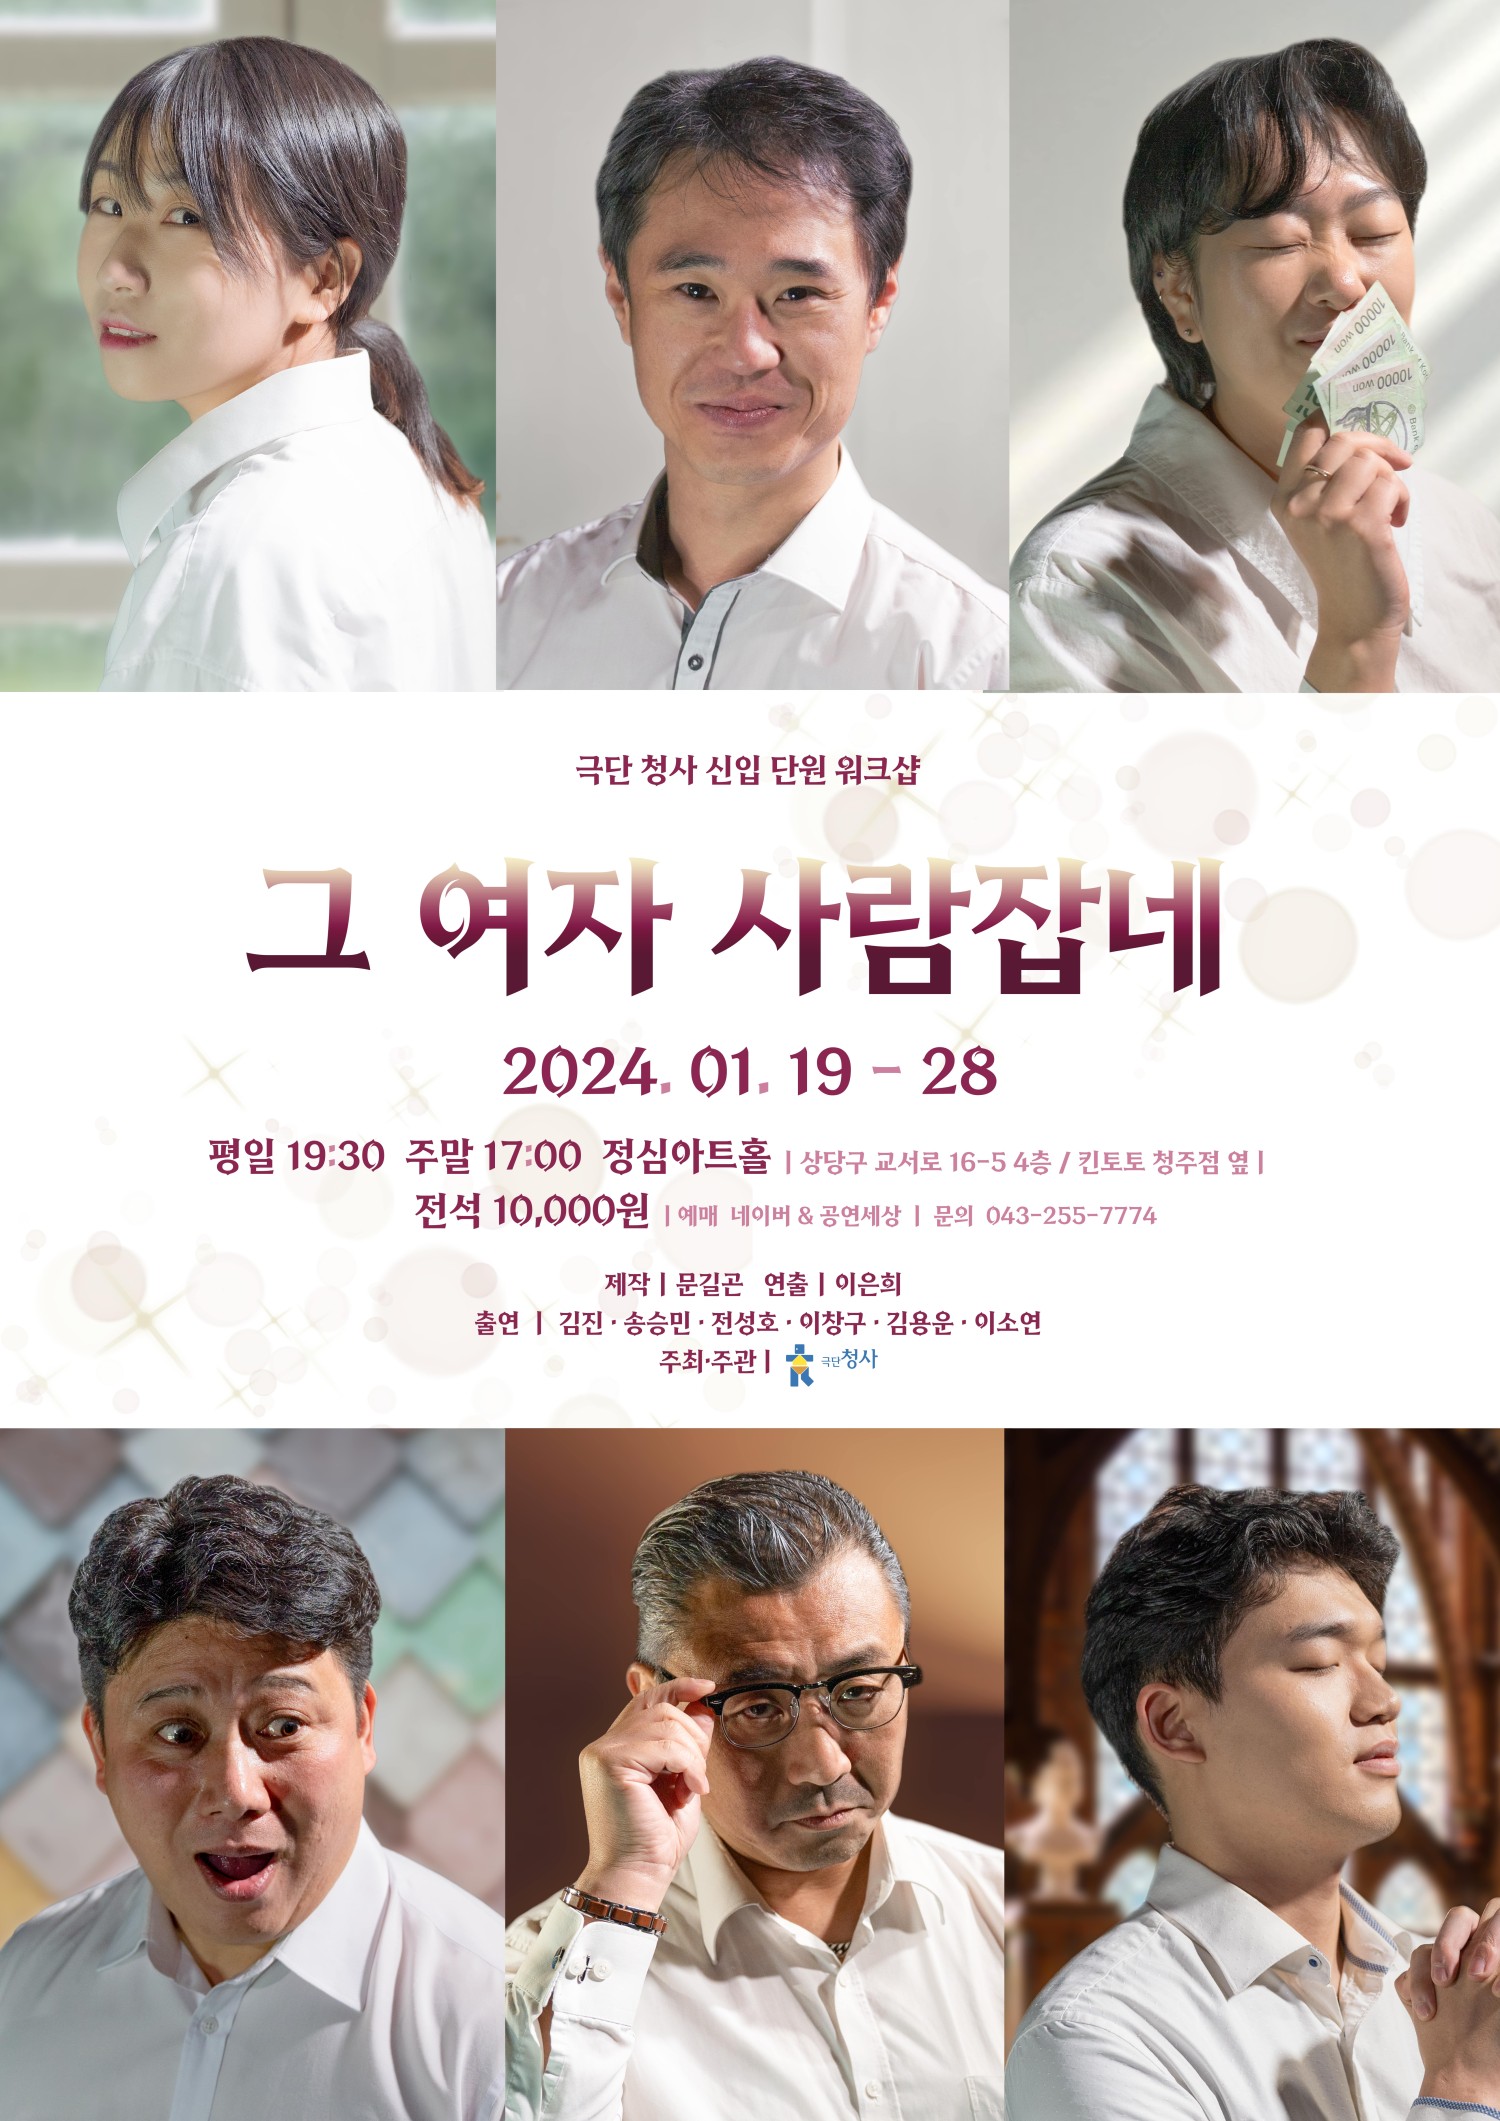 10000 won
10000 won
10000 won
극단 청사 신입 단원 워크샵
그 여자 사람잡네
2024. 01. 19 - 28
평일 19:30 주말 17:00 정심아트홀 | 상당구 교서로 16-5 4층 / 킨토토 청주점 옆 |
전석 10,000원 | 예매 네이버 & 공연세상 | 문의 043-255-7774
제작 | 문길곤 연출 | 이은희
출연 | 김진 · 송승민 · 전성호 · 이창구 · 김용운 · 이소연
주최·주관 | 극단청사